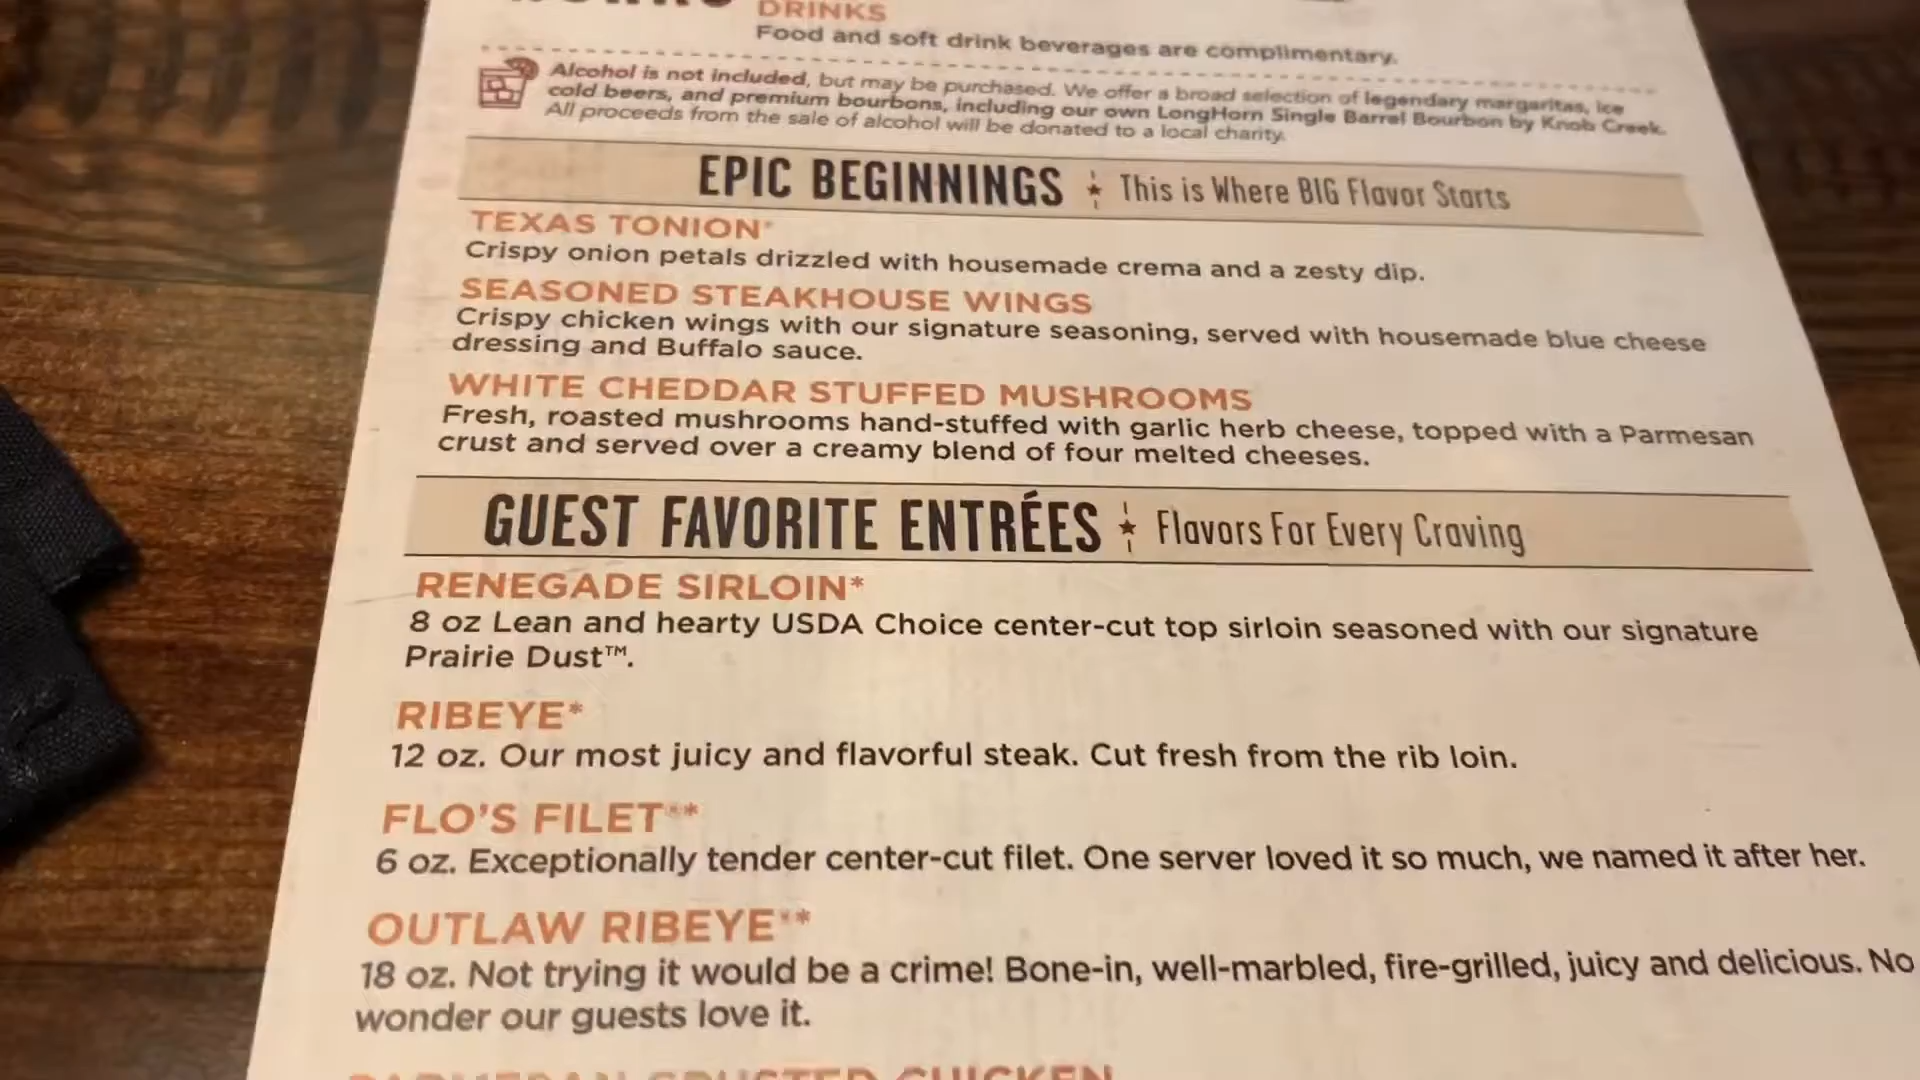 DRINKS
Food and soft drink beverages are complimentary.
Alcohol is not included, but may be purchased. We offer a broad selection of legendary margaritas, ice
cold beers, and premium bourbons, including our own LongHorn Single Barrel Bourbon by Knob Creek.
All proceeds from the sale of alcohol will be donated to a local charity.
EPIC BEGINNINGS This is Where BIG Flavor Starts
TEXAS TONION®
Crispy onion petals drizzled with housemade crema and a zesty dip.
SEASONED STEAKHOUSE WINGS
Crispy chicken wings with our signature seasoning, served with housemade blue cheese
dressing and Buffalo sauce.
WHITE CHEDDAR STUFFED MUSHROOMS
Fresh, roasted mushrooms hand-stuffed with garlic herb cheese, topped with a Parmesan
crust and served over a creamy blend of four melted cheeses.
GUEST FAVORITE ENTRÉES Flavors For Every Craving
RENEGADE SIRLOIN*
8 oz Lean and hearty USDA Choice center-cut top sirloin seasoned with our signature
Prairie Dust™.
RIBEYE*
12 oz. Our most juicy and flavorful steak. Cut fresh from the rib loin.
FLO'S FILET®*
6 oz. Exceptionally tender center-cut filet. One server loved it so much, we named it after her.
OUTLAW RIBEYE®*
18 oz. Not trying it would be a crime! Bone-in, well-marbled, fire-grilled, juicy and delicious. No
wonder our guests love it.
PARMESAN CRUSTED CHICKEN